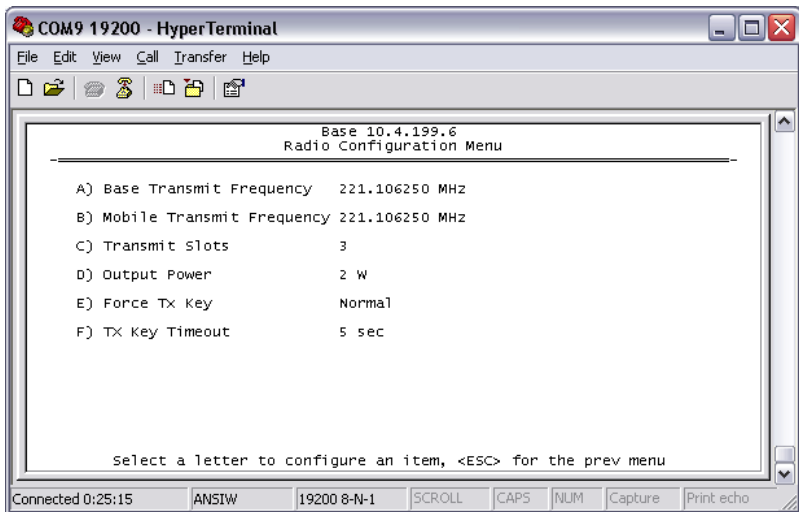 COM9 19200 - HyperTerminal
File Edit View Call Transfer Help
Base 10.4.199.6
Radio Configuration Menu
A) Base Transmit Frequency 221.106250 MHz
B) Mobile Transmit Frequency 221.106250 MHz
C) Transmit Slots 3
D) Output Power 2 W
E) Force Tx Key Normal
F) TX Key Timeout 5 sec
Select a letter to configure an item, <ESC> for the prev menu
Connected 0:25:15 ANSIW 19200 8-N-1 SCROLL CAPS NUM Capture Print echo